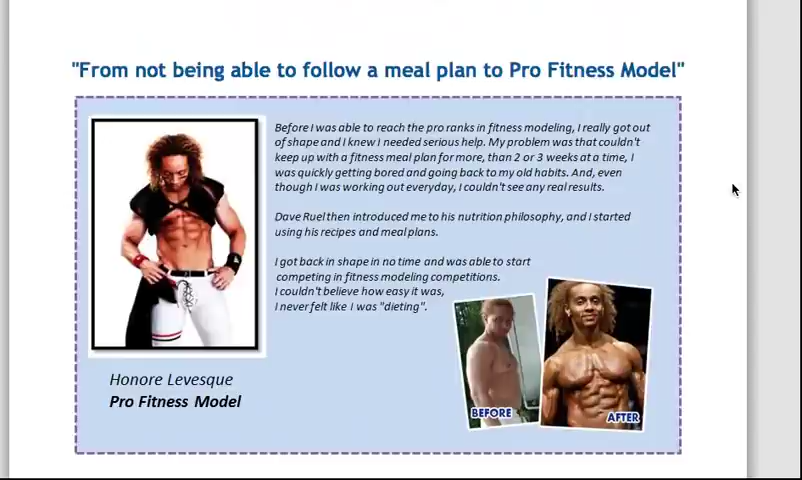 "From not being able to follow a meal plan to Pro Fitness Model"
Before I was able to reach the pro ranks in fitness modeling, I really got out
of shape and I knew I needed serious help. My problem was that couldn't
keep up with a fitness meal plan for more, than 2 or 3 weeks at a time, I
was quickly getting bored and going back to my old habits. And, even
though I was working out everyday, I couldn't see any real results.
Dave Ruel then introduced me to his nutrition philosophy, and I started
using his recipes and meal plans.
I got back in shape in no time and was able to start
competing in fitness modeling competitions.
I couldn't believe how easy it was,
I never felt like I was "dieting".
BEFORE
AFTER
Honore Levesque
Pro Fitness Model